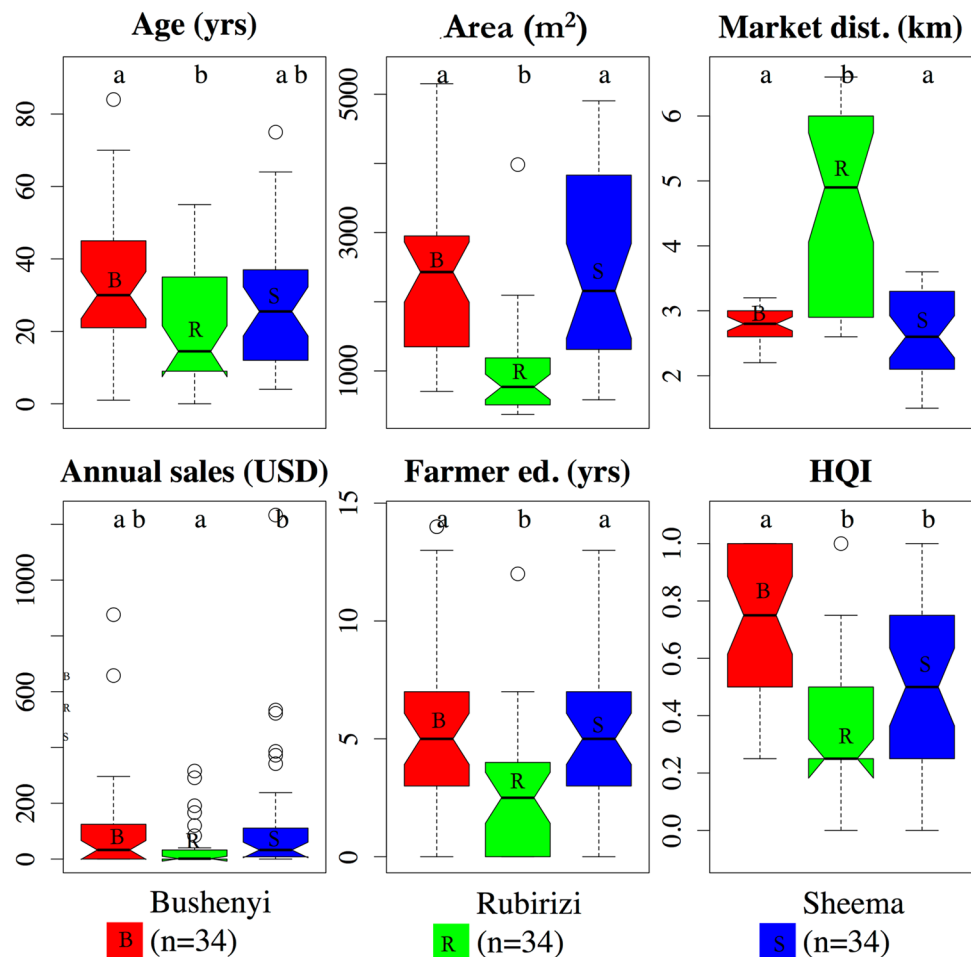 Age (yrs) Area (m²) Market dist. (km)
a b a b
a b a
a b a
80
60
40
20
0
B
R
S
5000
3000
1000
B
R
S
6
5
4
3
2
B
R
S
Annual sales (USD) Farmer ed. (yrs) HQI
a b a b
a b a
a b b
1000
600
200
0
B
R
S
B
R
S
15
10
5
0
B
R
S
1.0
0.8
0.6
0.4
0.2
0.0
B
R
S
Bushenyi Rubirizi Sheema
B (n=34) R (n=34) S (n=34)